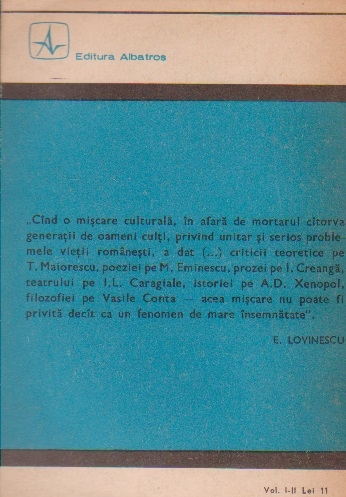 Editura Albatros
„Cînd o mişcare culturală, în afară de mortarul cîtorva
generaţii de oameni culţi, privind unitar şi serios proble-
mele vieţii româneşti, a dat (...) criticii teoretice pe
T. Maiorescu, poeziei pe M. Eminescu, prozei pe I. Creangă,
teatrului pe I.L. Caragiale, istoriei pe A.D. Xenopol,
filozofiei pe Vasile Conta — acea mişcare nu poate fi
privită decît ca un fenomen de mare însemnătate“.
E. LOVINESCU
Vol. I-II Lei 11